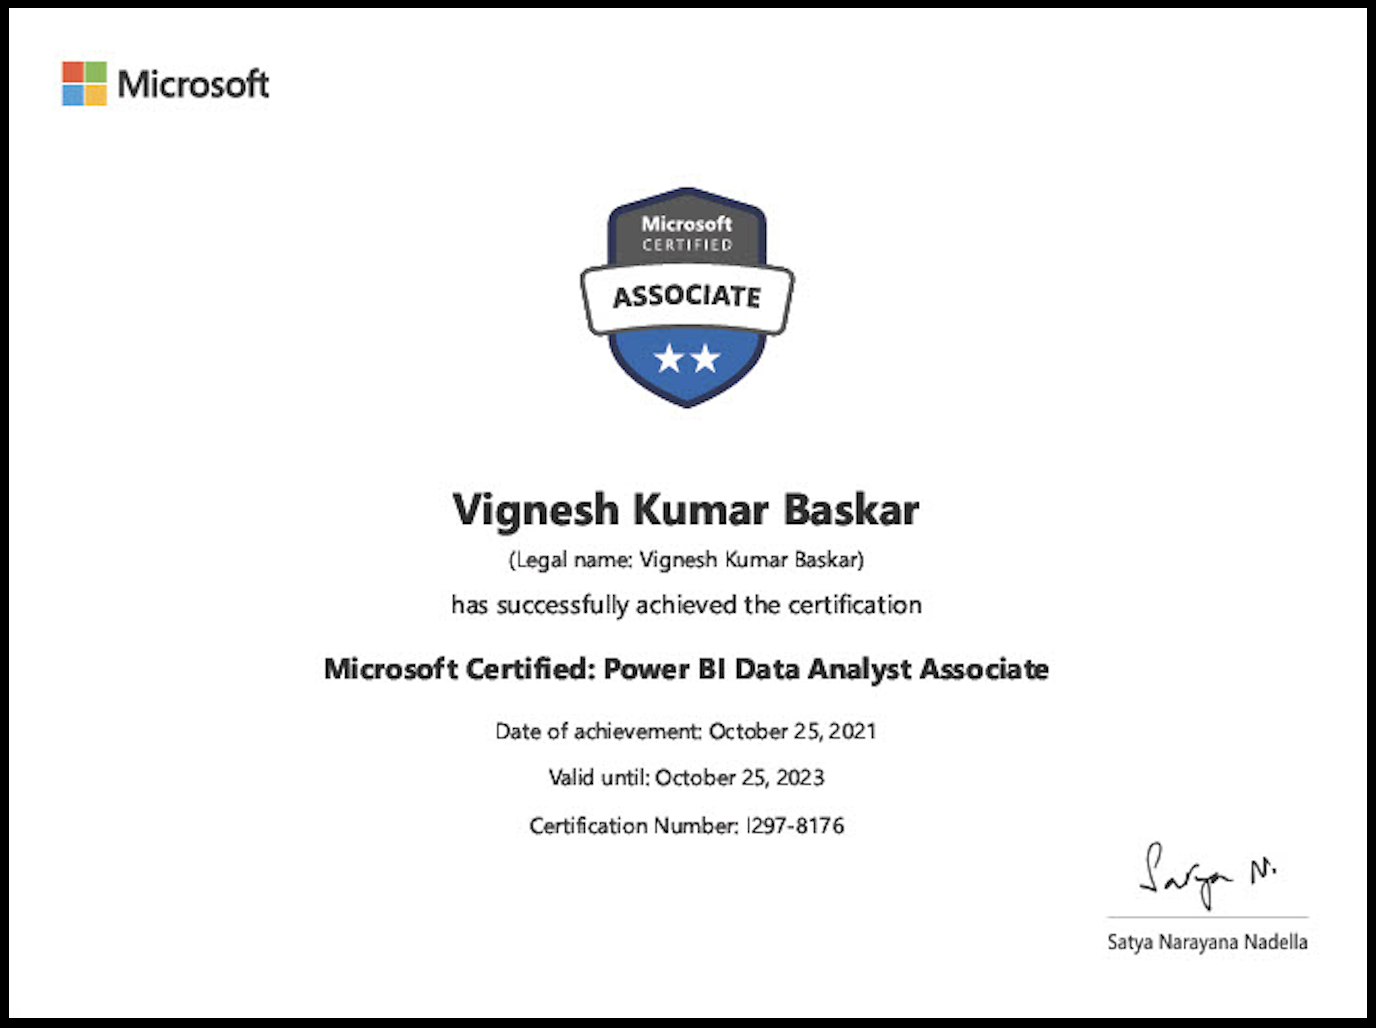 Microsoft
Microsoft
CERTIFIED
ASSOCIATE
Vignesh Kumar Baskar
(Legal name: Vignesh Kumar Baskar)
has successfully achieved the certification
Microsoft Certified: Power BI Data Analyst Associate
Date of achievement: October 25, 2021
Valid until: October 25, 2023
Certification Number: I297-8176
Satya N.
Satya Narayana Nadella